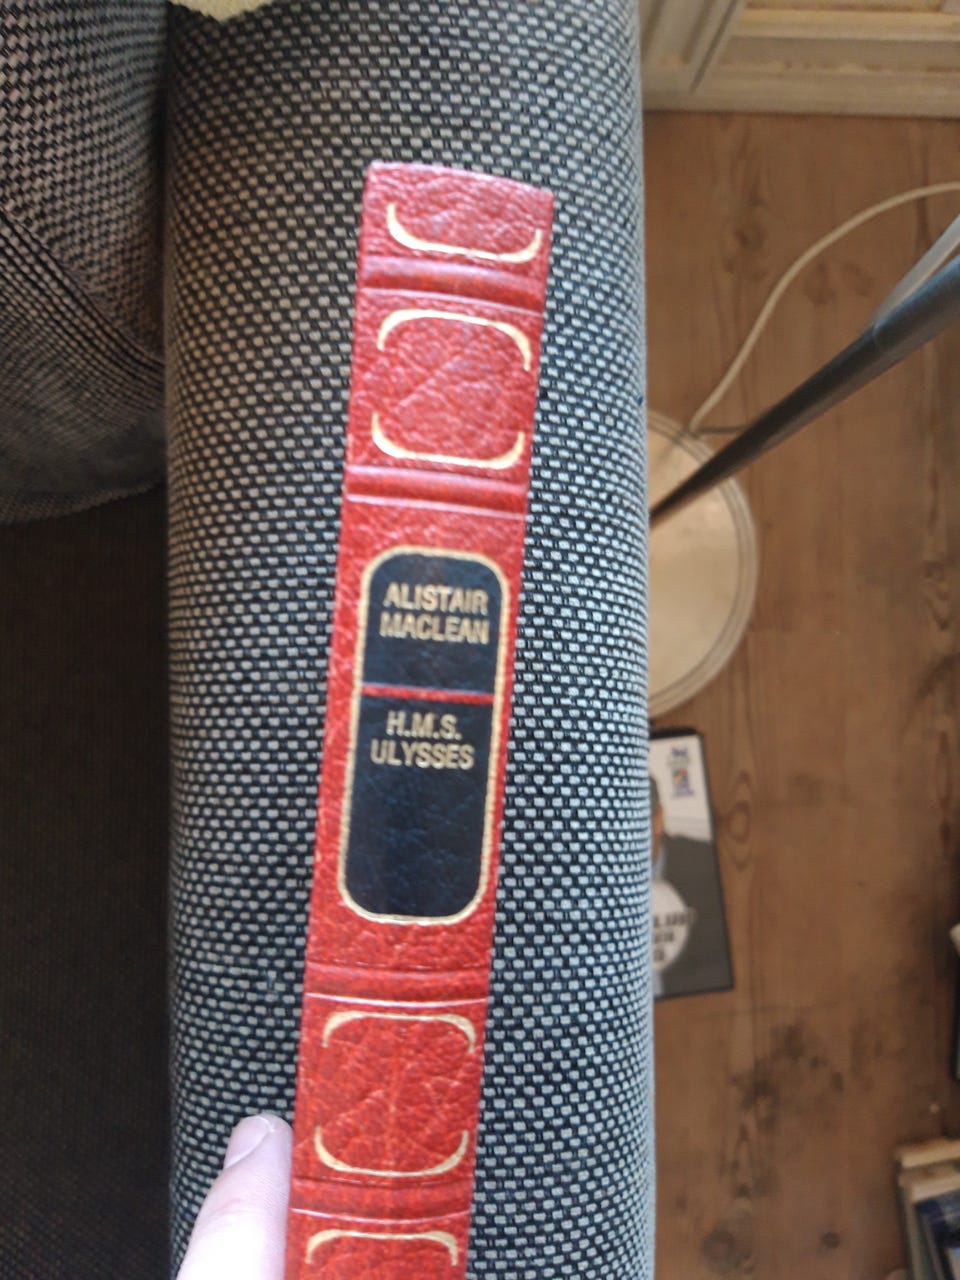 ALISTAIR
MACLEAN
H.M.S.
ULYSSES